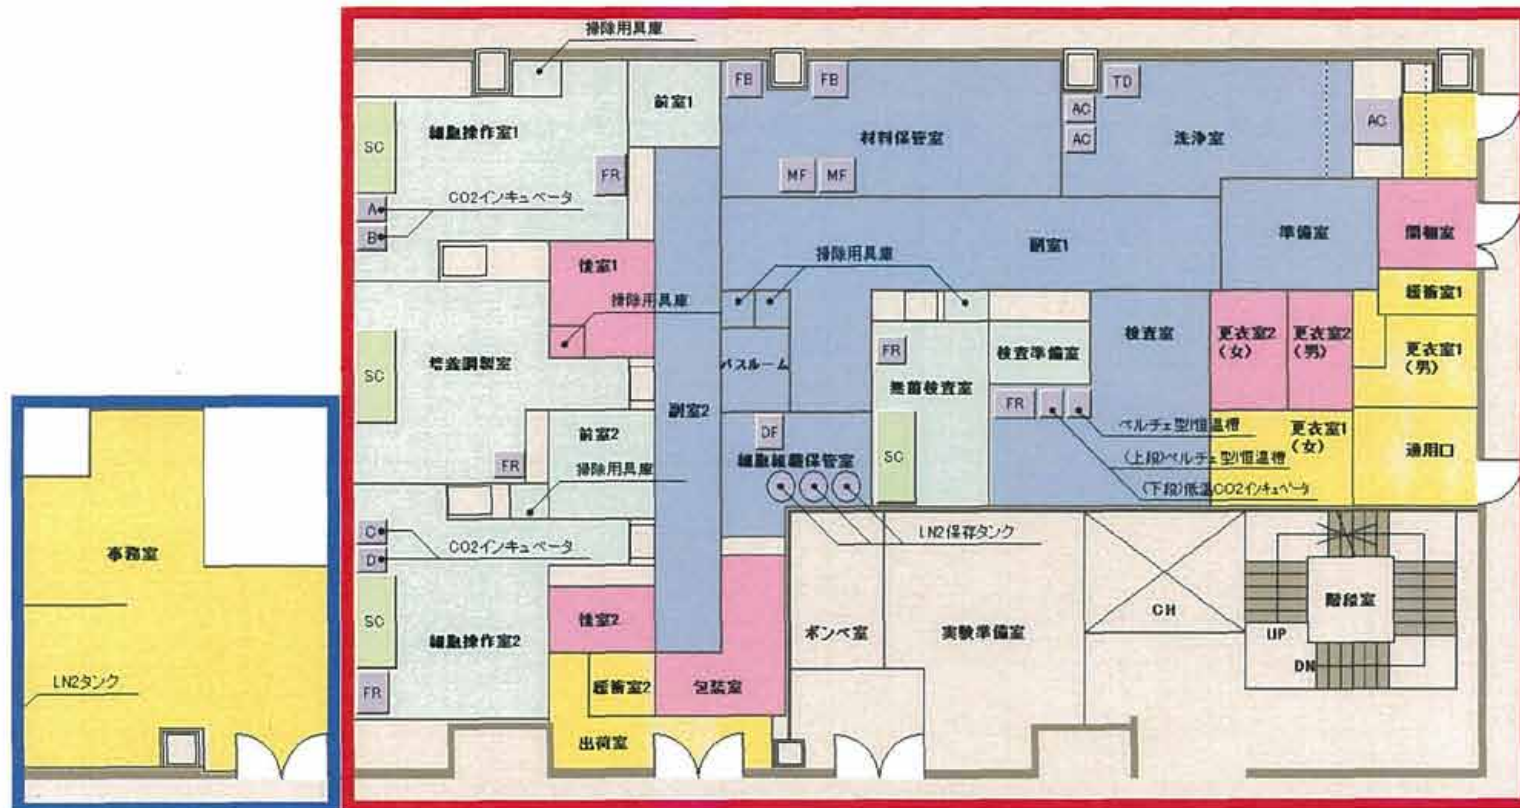 掃除用具庫
FB
FB
TD
前室1
AC
AC
AC
細胞操作室1
SC
材料保管室
洗浄室
FR
MF
MF
CO2インキュベータ
A
B
副室1
準備室
開梱室
後室1
掃除用具庫
掃除用具庫
緩衝室1
検査室
更衣室2
(女)
更衣室2
(男)
更衣室1
(男)
培養調製室
SC
パスルーム
FR
検査準備室
無菌検査室
副室2
FR
ペルチェ型恒温槽
前室2
DF
更衣室1
(女)
通用口
細胞組織保管室
SC
(上段)ペルチェ型恒温槽
FR
掃除用具庫
(下段)低温CO2インキュベータ
C
D
CO2インキュベータ
LN2保存タンク
事務室
SC
細胞操作室2
後室2
ボンベ室
実験準備室
CH
階段室
UP
DN
LN2タンク
FR
緩衝室2
包装室
出荷室